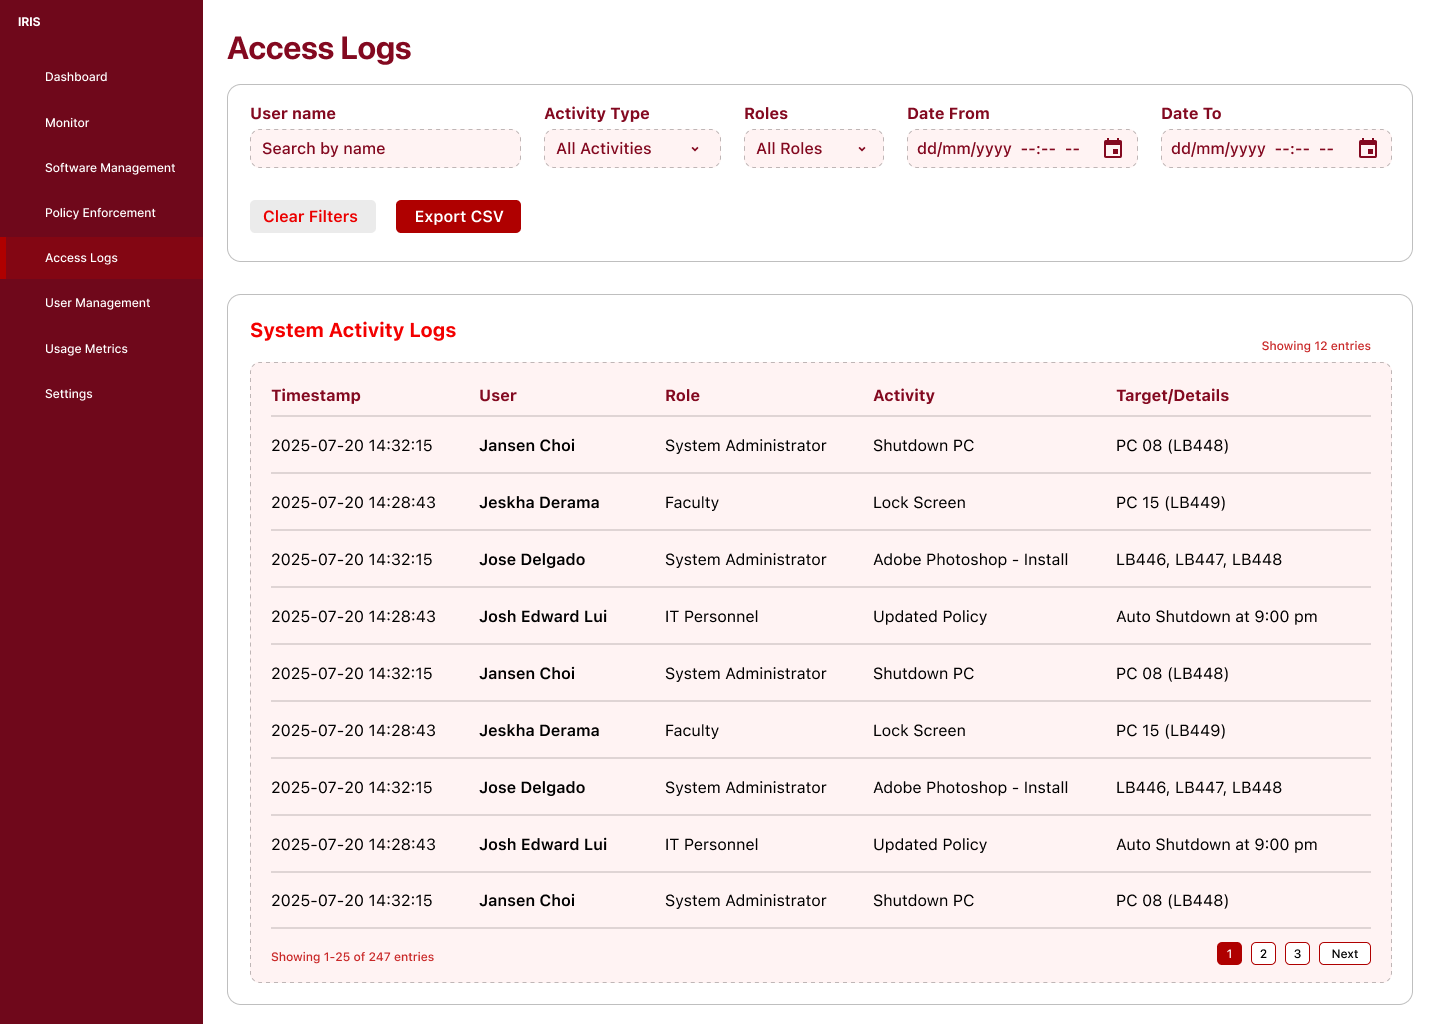 IRIS
Dashboard
Monitor
Software Management
Policy Enforcement
Access Logs
User Management
Usage Metrics
Settings
Access Logs
User name Activity Type Roles Date From Date To
Search by name All Activities All Roles dd/mm/yyyy --:-- -- dd/mm/yyyy --:-- --
Clear Filters Export CSV
System Activity Logs
Showing 12 entries
Timestamp User Role Activity Target/Details
2025-07-20 14:32:15 Jansen Choi System Administrator Shutdown PC PC 08 (LB448)
2025-07-20 14:28:43 Jeskha Derama Faculty Lock Screen PC 15 (LB449)
2025-07-20 14:32:15 Jose Delgado System Administrator Adobe Photoshop - Install LB446, LB447, LB448
2025-07-20 14:28:43 Josh Edward Lui IT Personnel Updated Policy Auto Shutdown at 9:00 pm
2025-07-20 14:32:15 Jansen Choi System Administrator Shutdown PC PC 08 (LB448)
2025-07-20 14:28:43 Jeskha Derama Faculty Lock Screen PC 15 (LB449)
2025-07-20 14:32:15 Jose Delgado System Administrator Adobe Photoshop - Install LB446, LB447, LB448
2025-07-20 14:28:43 Josh Edward Lui IT Personnel Updated Policy Auto Shutdown at 9:00 pm
2025-07-20 14:32:15 Jansen Choi System Administrator Shutdown PC PC 08 (LB448)
Showing 1-25 of 247 entries 1 2 3 Next